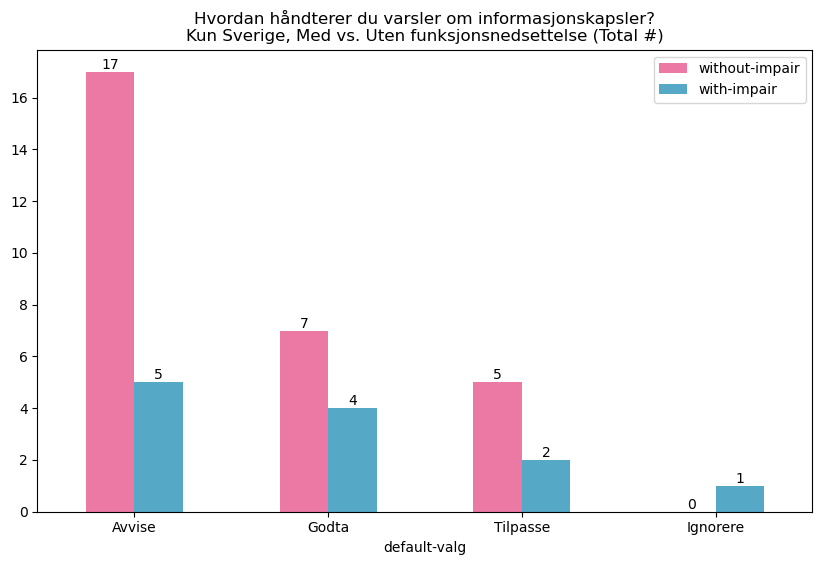 Hvordan håndterer du varsler om informasjonskapsler?
Kun Sverige, Med vs. Uten funksjonsnedsettelse (Total #)
without-impair
with-impair
16
14
12
10
8
6
4
2
0
17
5
7
4
5
2
0
1
Avvise
Godta
Tilpasse
Ignorere
default-valg